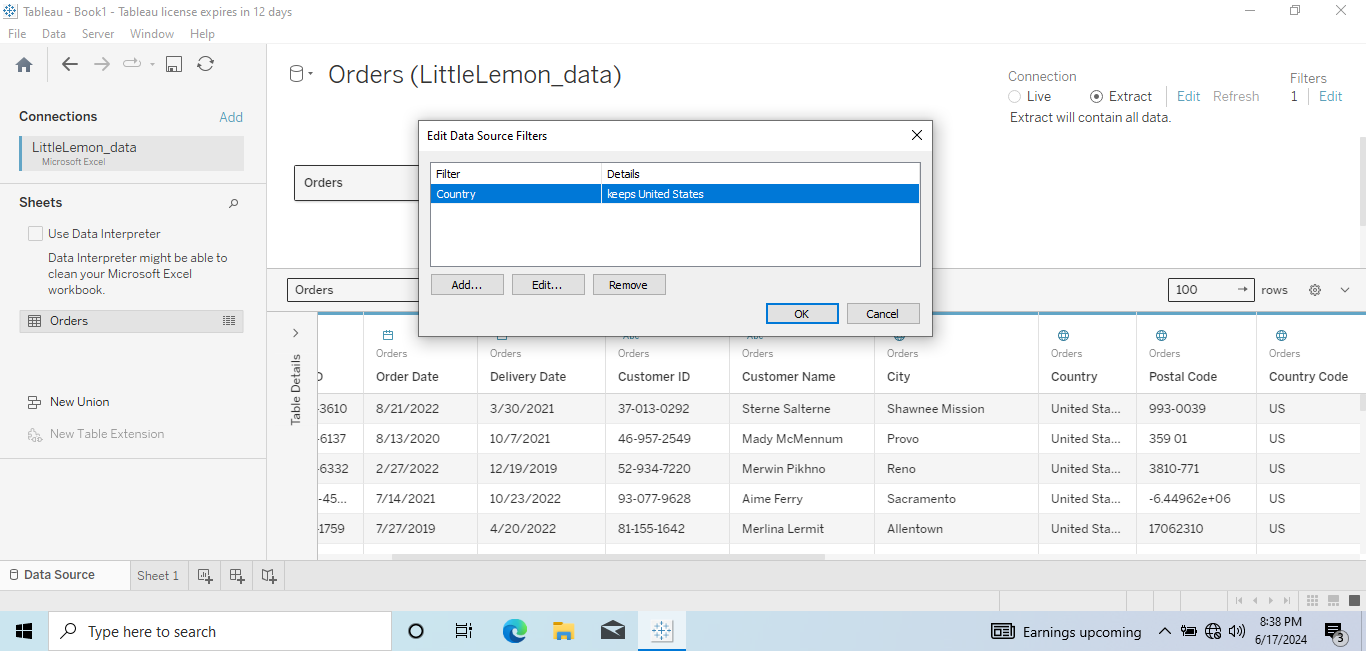 Tableau - Book1 - Tableau license expires in 12 days
File Data Server Window Help
Connections Add
LittleLemon_data
Microsoft Excel
Sheets
Use Data Interpreter
Data Interpreter might be able to
clean your Microsoft Excel
workbook.
Orders
New Union
New Table Extension
Orders (LittleLemon_data)
Connection
Live Extract Edit Refresh
Extract will contain all data.
Filters
1 Edit
Orders
Edit Data Source Filters
Filter Details
Country keeps United States
Add... Edit... Remove
OK Cancel
Orders
100 rows
Table Details
Orders Orders Orders Orders Orders Orders Orders Orders
Order Date Delivery Date Customer ID Customer Name City Country Postal Code Country Code
-3610 8/21/2022 3/30/2021 37-013-0292 Sterne Salterne Shawnee Mission United Sta... 993-0039 US
-6137 8/13/2020 10/7/2021 46-957-2549 Mady McMennum Provo United Sta... 359 01 US
-6332 2/27/2022 12/19/2019 52-934-7220 Merwin Pikhno Reno United Sta... 3810-771 US
-45... 7/14/2021 10/23/2022 93-077-9628 Aime Ferry Sacramento United Sta... -6.44962e+06 US
-1759 7/27/2019 4/20/2022 81-155-1642 Merlina Lermit Allentown United Sta... 17062310 US
Data Source Sheet 1
Type here to search
Earnings upcoming
8:38 PM
6/17/2024
3